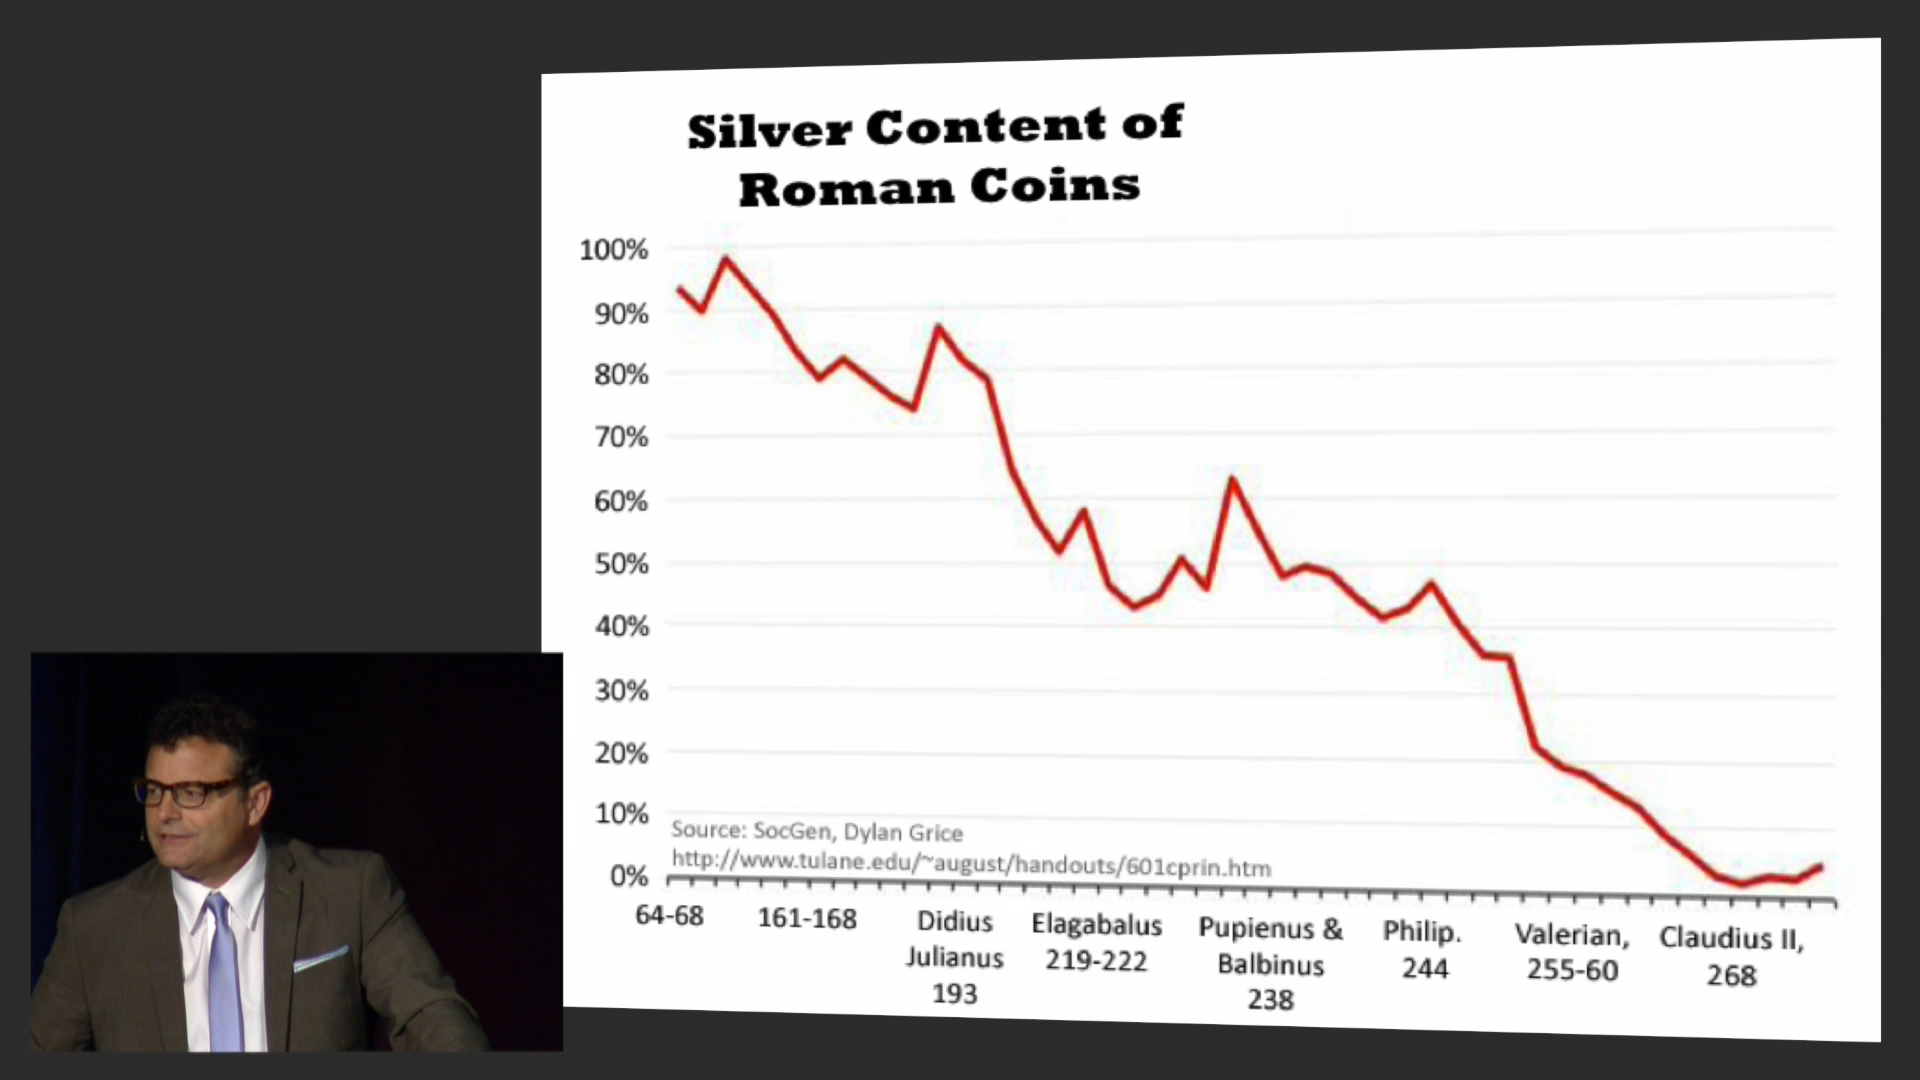 Silver Content of
Roman Coins
100%
90%
80%
70%
60%
50%
40%
30%
20%
10%
0%
Source: SocGen, Dylan Grice
http://www.tulane.edu/~august/handouts/601cprin.htm
64-68
161-168
Didius
Julianus
193
Elagabalus
219-222
Pupienus &
Balbinus
238
Philip.
244
Valerian,
255-60
Claudius II,
268